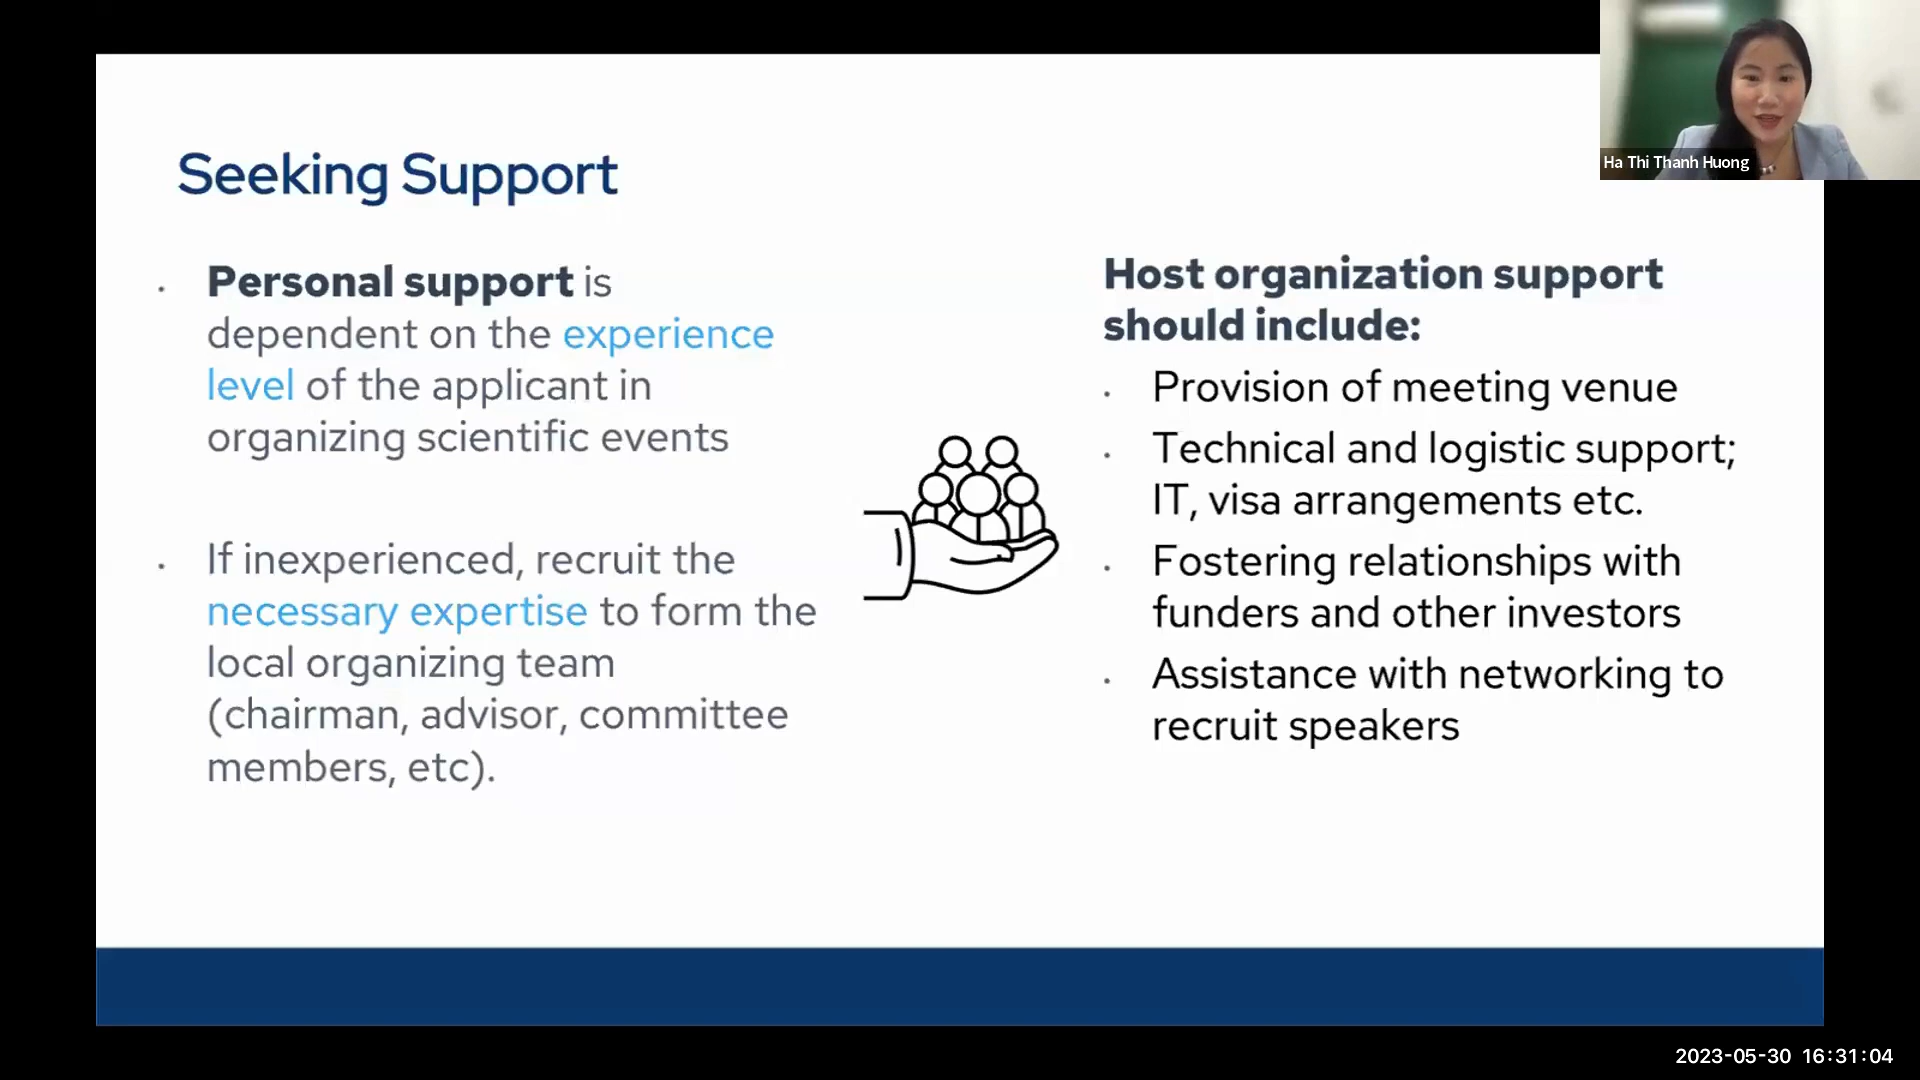 Seeking Support
• Personal support is
dependent on the experience
level of the applicant in
organizing scientific events
• If inexperienced, recruit the
necessary expertise to form the
local organizing team
(chairman, advisor, committee
members, etc).
Host organization support
should include:
• Provision of meeting venue
• Technical and logistic support;
IT, visa arrangements etc.
• Fostering relationships with
funders and other investors
• Assistance with networking to
recruit speakers
Ha Thi Thanh Huong
2023-05-30 16:31:04